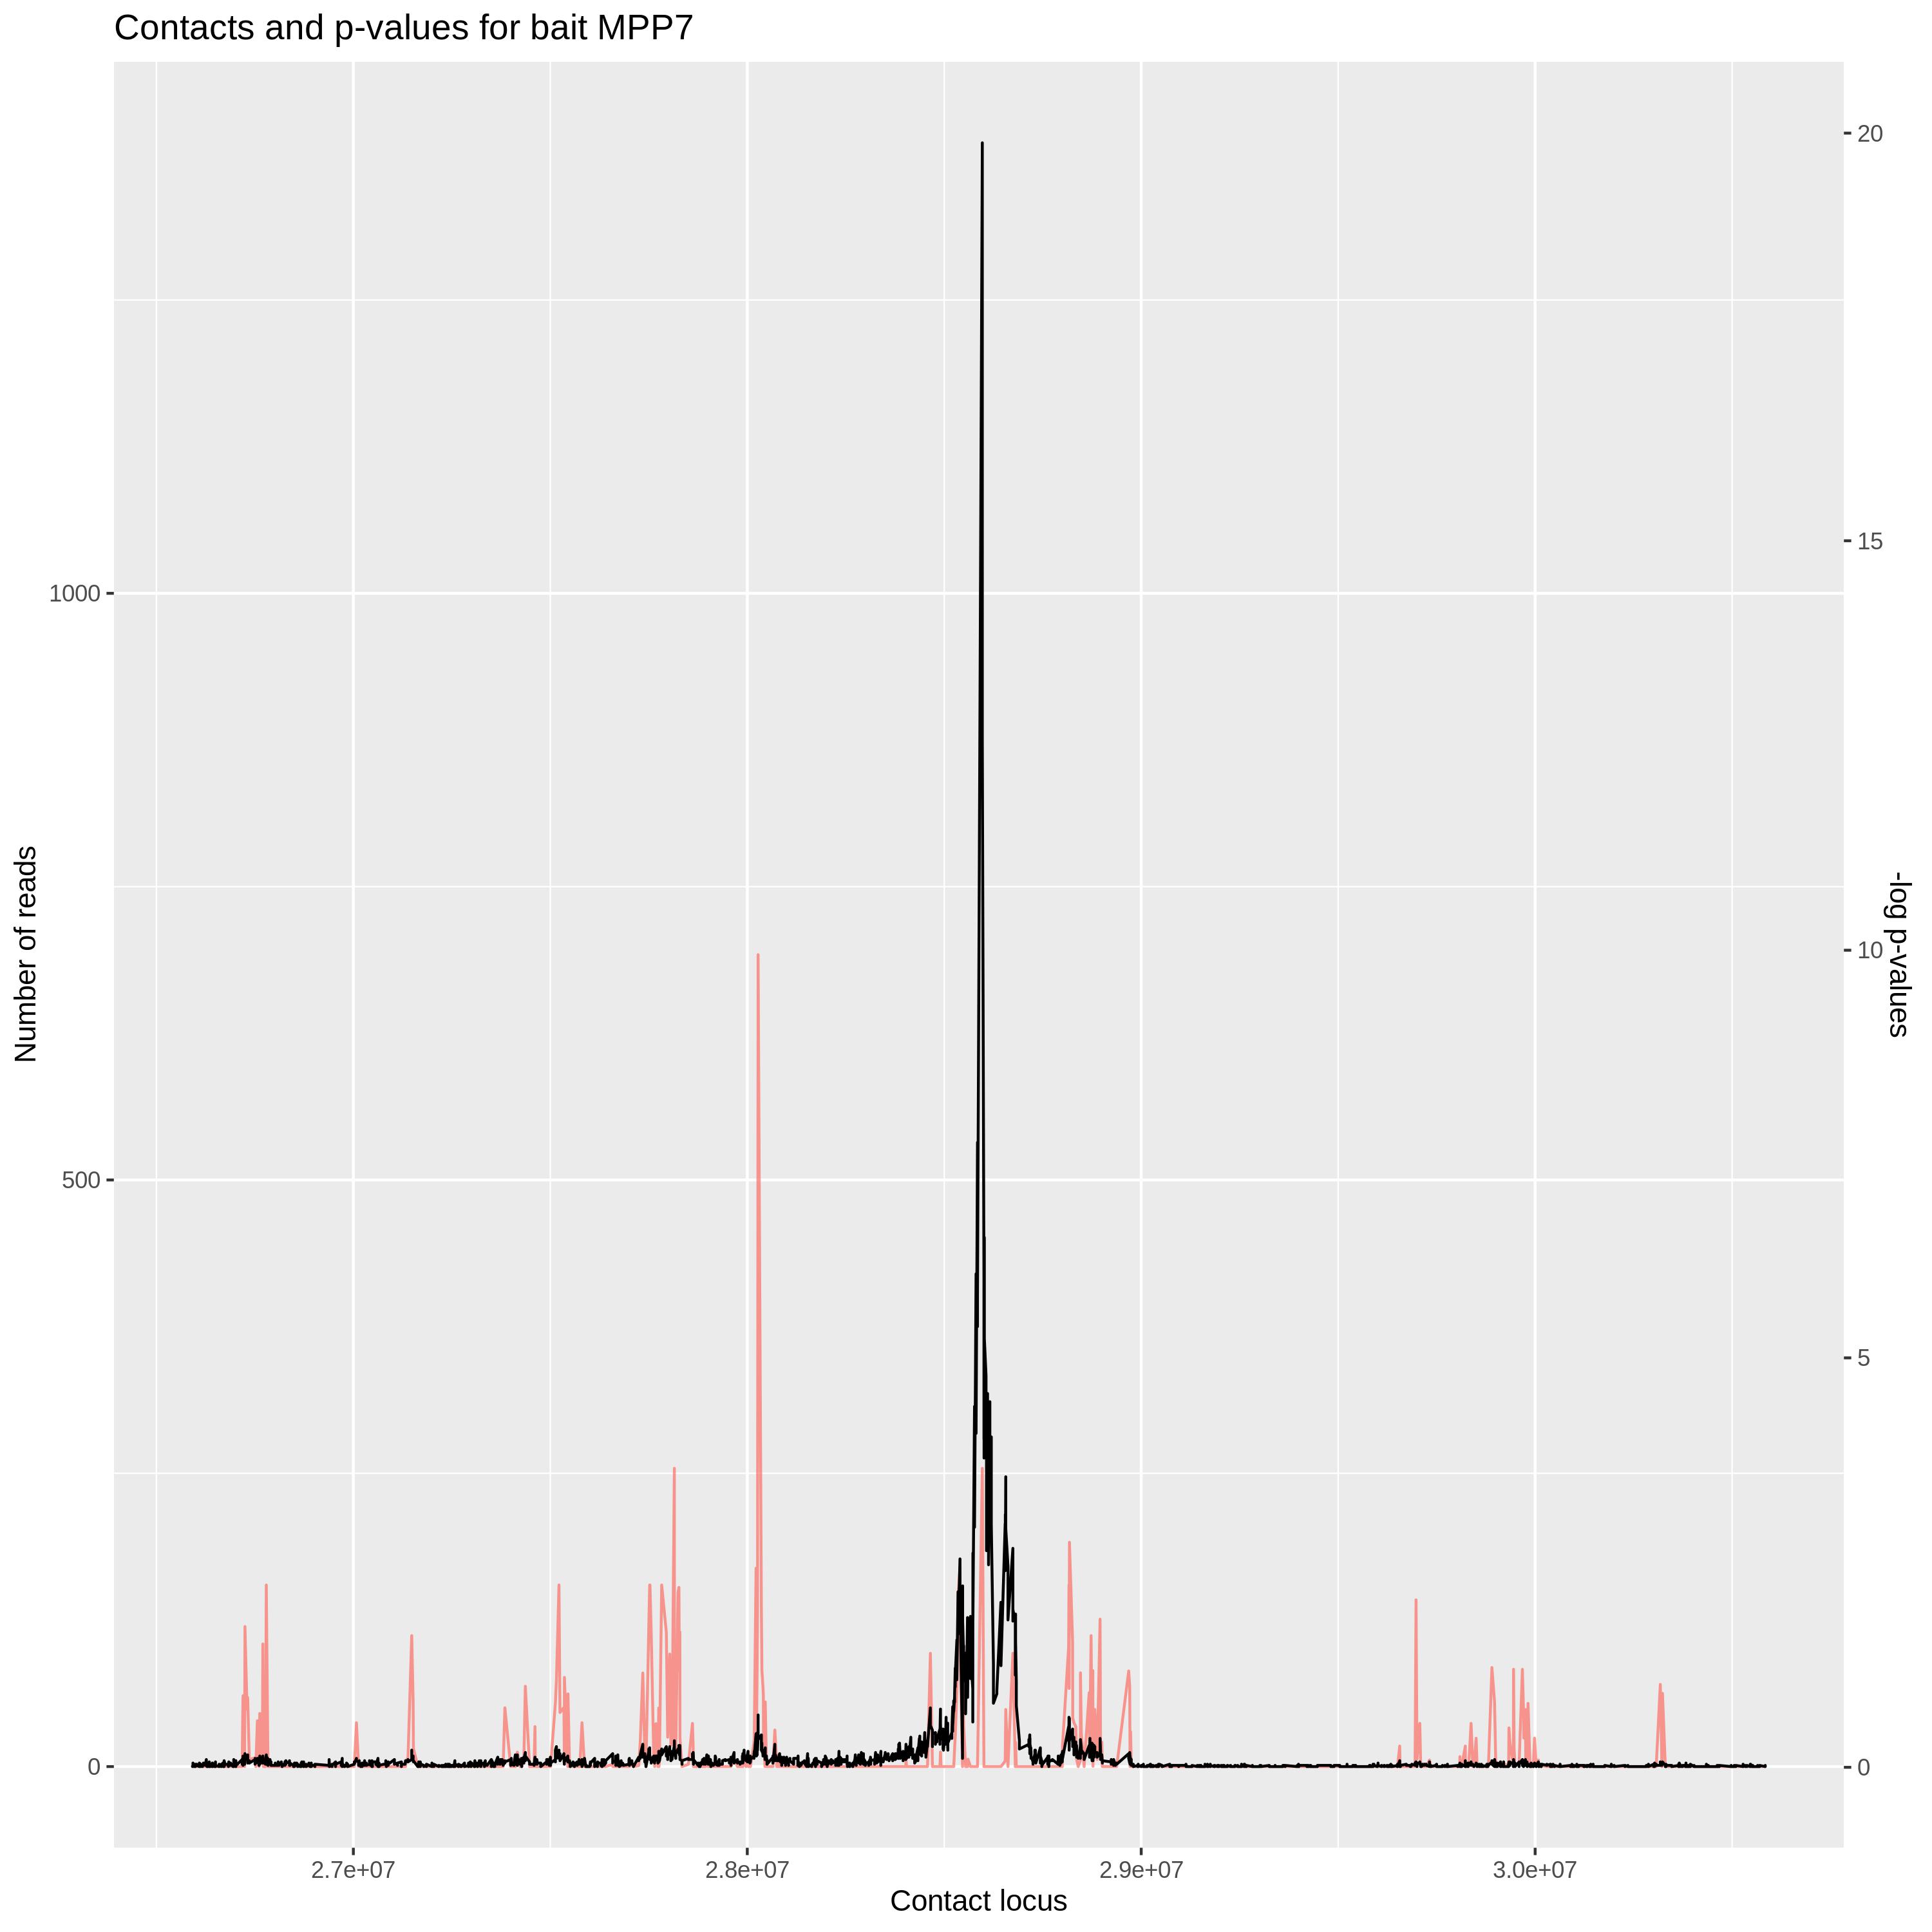 Contacts and p-values for bait MPP7
20
15
1000
10
500
5
0
0
Number of reads
-log p-values
2.7e+07
2.8e+07
2.9e+07
3.0e+07
Contact locus